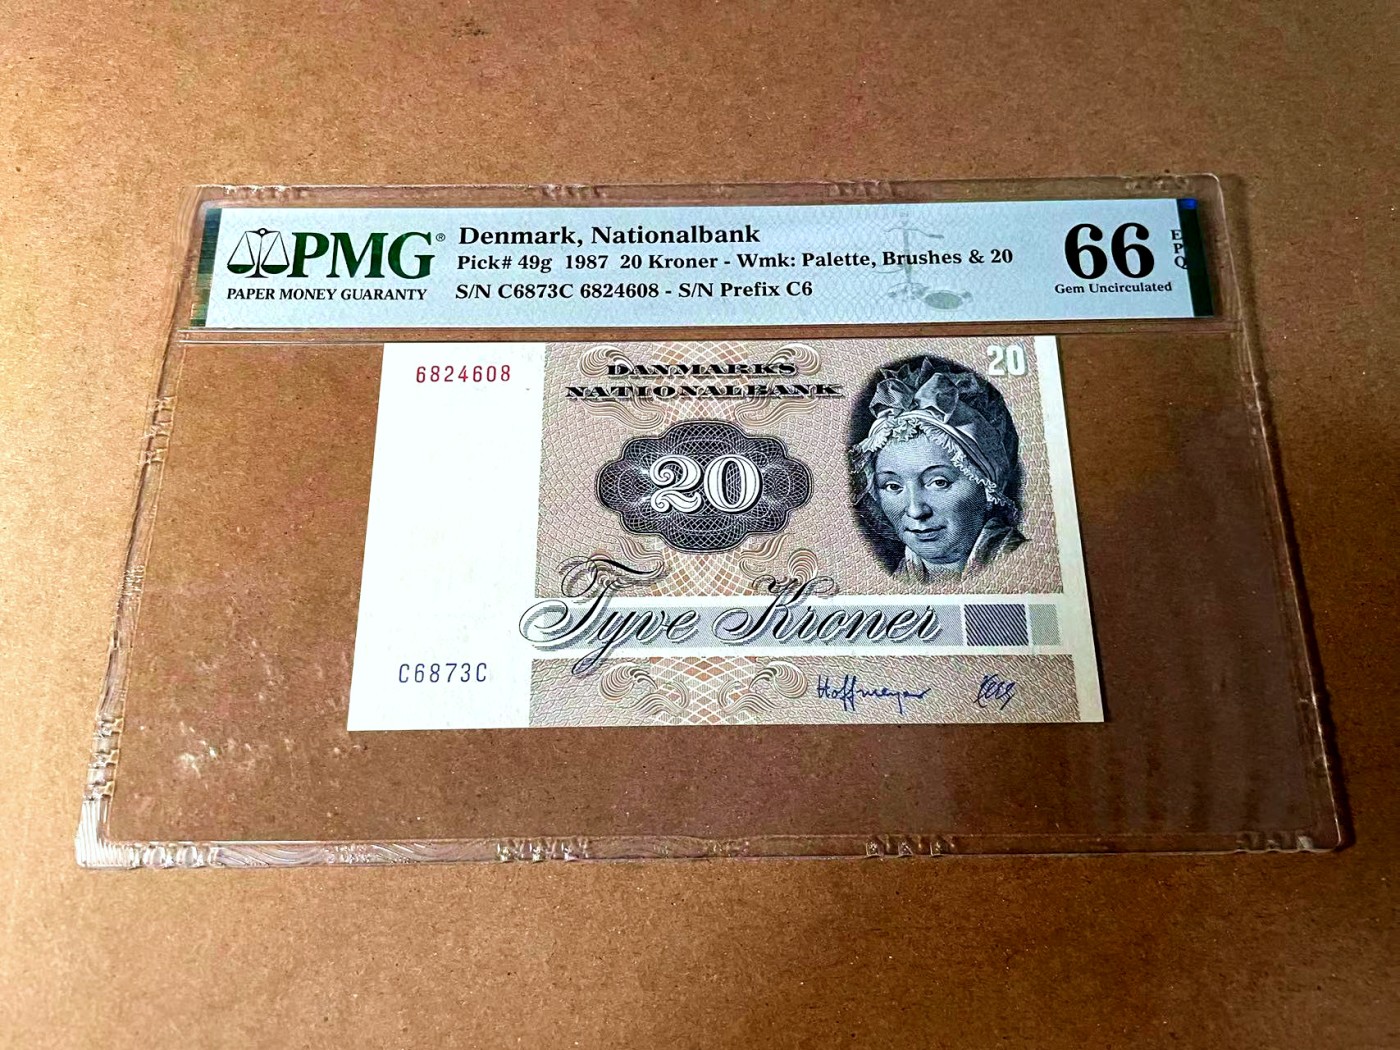 PMG®
PAPER MONEY GUARANTY
Denmark, Nationalbank
Pick# 49g 1987 20 Kroner - Wmk: Palette, Brushes & 20
S/N C6873C 6824608 - S/N Prefix C6
66
Gem Uncirculated
EPQ
6824608
DANMARKS
NATIONALBANK
20
20
Tyve Kroner
C6873C
Hoffmeyer